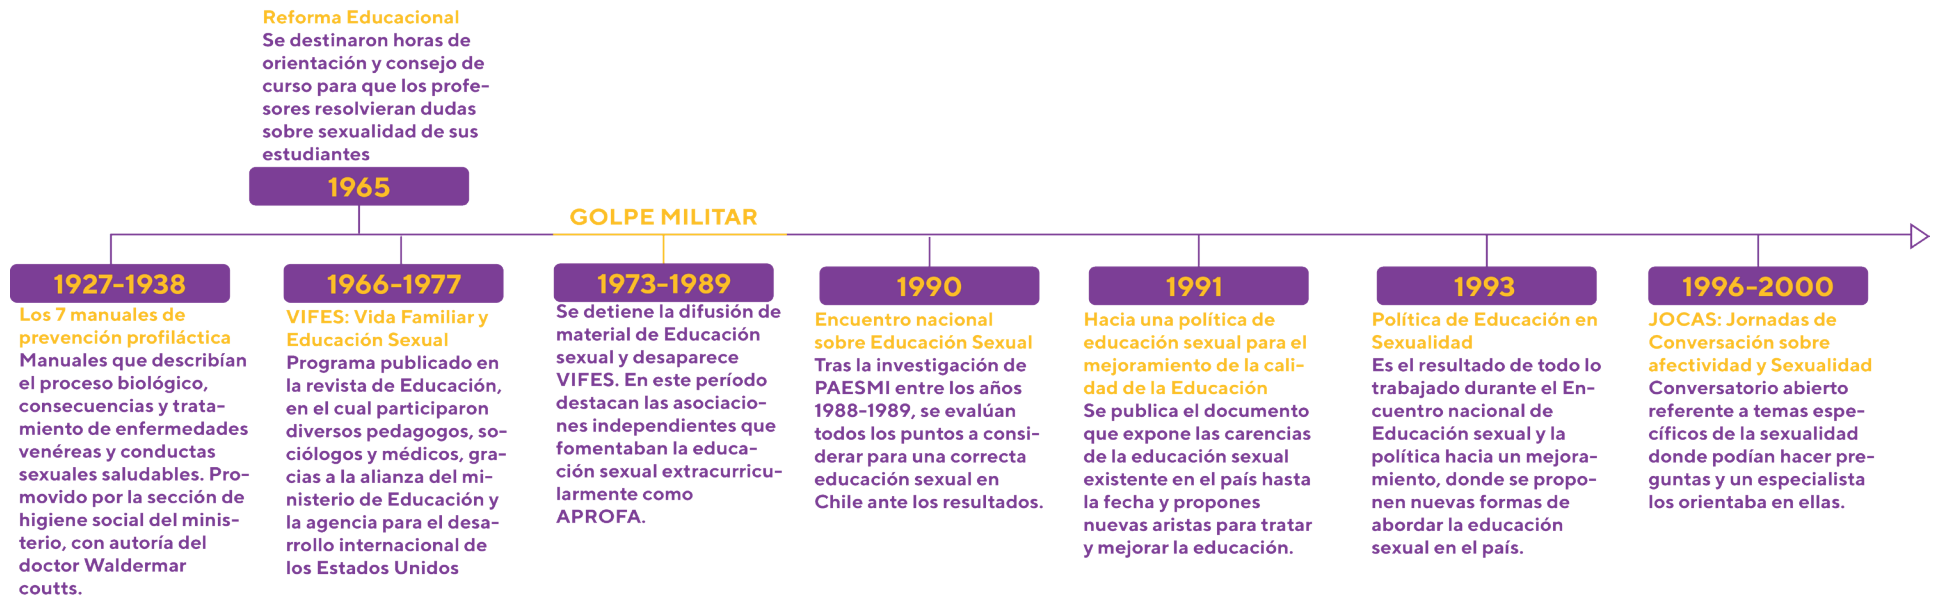 Reforma Educacional
Se destinaron horas de
orientación y consejo de
curso para que los profe-
sores resolvieran dudas
sobre sexualidad de sus
estudiantes
1965
GOLPE MILITAR
1927-1938
Los 7 manuales de
prevención profiláctica
Manuales que describían
el proceso biológico,
consecuencias y trata-
miento de enfermedades
venéreas y conductas
sexuales saludables. Pro-
movido por la sección de
higiene social del minis-
terio, con autoría del
doctor Waldermar
coutts.
1966-1977
VIFES: Vida Familiar y
Educación Sexual
Programa publicado en
la revista de Educación,
en el cual participaron
diversos pedagogos, so-
ciólogos y médicos, gra-
cias a la alianza del mi-
nisterio de Educación y
la agencia para el desa-
rrollo internacional de
los Estados Unidos
1973-1989
Se detiene la difusión de
material de Educación
sexual y desaparece
VIFES. En este período
destacan las asociacio-
nes independientes que
fomentaban la educa-
ción sexual extracurricu-
larmente como
APROFA.
1990
Encuentro nacional
sobre Educación Sexual
Tras la investigación de
PAESMI entre los años
1988-1989, se evalúan
todos los puntos a consi-
derar para una correcta
educación sexual en
Chile ante los resultados.
1991
Hacia una política de
educación sexual para el
mejoramiento de la cali-
dad de la Educación
Se publica el documento
que expone las carencias
de la educación sexual
existente en el país hasta
la fecha y propones
nuevas aristas para tratar
y mejorar la educación.
1993
Política de Educación en
Sexualidad
Es el resultado de todo lo
trabajado durante el En-
cuentro nacional de
Educación sexual y la
política hacia un mejora-
miento, donde se propo-
nen nuevas formas de
abordar la educación
sexual en el país.
1996-2000
JOCAS: Jornadas de
Conversación sobre
afectividad y Sexualidad
Conversatorio abierto
referente a temas espe-
cíficos de la sexualidad
donde podían hacer pre-
guntas y un especialista
los orientaba en ellas.